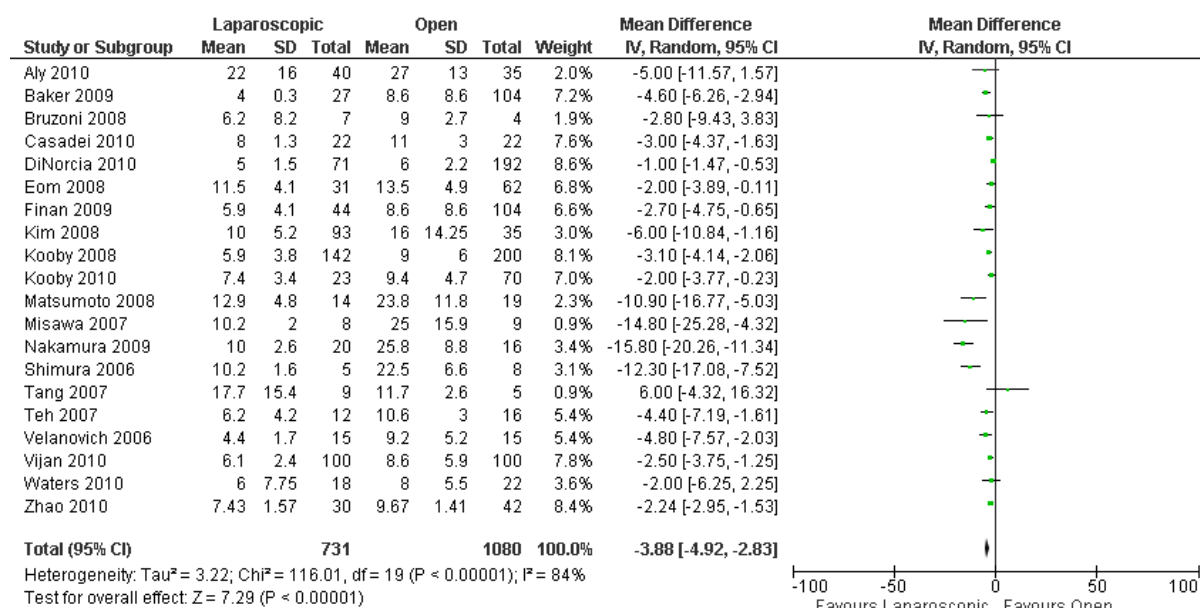 Laparoscopic Open Mean Difference Mean Difference
Study or Subgroup Mean SD Total Mean SD Total Weight IV, Random, 95% CI IV, Random, 95% CI
Aly 2010 22 16 40 27 13 35 2.0% -5.00 [-11.57, 1.57]
Baker 2009 4 0.3 27 8.6 8.6 104 7.2% -4.60 [-6.26, -2.94]
Bruzoni 2008 6.2 8.2 7 9 2.7 4 1.9% -2.80 [-9.43, 3.83]
Casadei 2010 8 1.3 22 11 3 22 7.6% -3.00 [-4.37, -1.63]
DiNorcia 2010 5 1.5 71 6 2.2 192 8.6% -1.00 [-1.47, -0.53]
Eom 2008 11.5 4.1 31 13.5 4.9 62 6.8% -2.00 [-3.89, -0.11]
Finan 2009 5.9 4.1 44 8.6 8.6 104 6.6% -2.70 [-4.75, -0.65]
Kim 2008 10 5.2 93 16 14.25 35 3.0% -6.00 [-10.84, -1.16]
Kooby 2008 5.9 3.8 142 9 6 200 8.1% -3.10 [-4.14, -2.06]
Kooby 2010 7.4 3.4 23 9.4 4.7 70 7.0% -2.00 [-3.77, -0.23]
Matsumoto 2008 12.9 4.8 14 23.8 11.8 19 2.3% -10.90 [-16.77, -5.03]
Misawa 2007 10.2 2 8 25 15.9 9 0.9% -14.80 [-25.28, -4.32]
Nakamura 2009 10 2.6 20 25.8 8.8 16 3.4% -15.80 [-20.26, -11.34]
Shimura 2006 10.2 1.6 5 22.5 6.6 8 3.1% -12.30 [-17.08, -7.52]
Tang 2007 17.7 15.4 9 11.7 2.6 5 0.9% 6.00 [-4.32, 16.32]
Teh 2007 6.2 4.2 12 10.6 3 16 5.4% -4.40 [-7.19, -1.61]
Velanovich 2006 4.4 1.7 15 9.2 5.2 15 5.4% -4.80 [-7.57, -2.03]
Vijan 2010 6.1 2.4 100 8.6 5.9 100 7.8% -2.50 [-3.75, -1.25]
Waters 2010 6 7.75 18 8 5.5 22 3.6% -2.00 [-6.25, 2.25]
Zhao 2010 7.43 1.57 30 9.67 1.41 42 8.4% -2.24 [-2.95, -1.53]
Total (95% CI) 731 1080 100.0% -3.88 [-4.92, -2.83]
Heterogeneity: Tau² = 3.22; Chi² = 116.01, df = 19 (P < 0.00001); I² = 84%
Test for overall effect: Z = 7.29 (P < 0.00001)
-100 -50 0 50 100
Favours Laparoscopic Favours Open